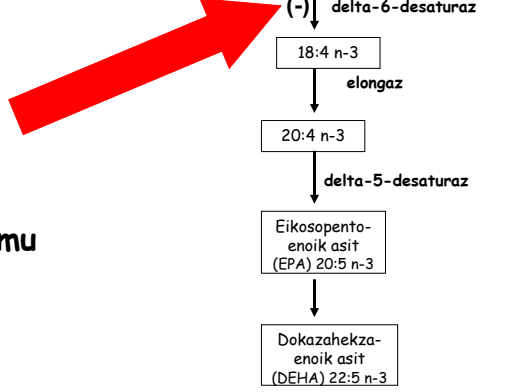 (-) delta-6-desaturaz
18:4 n-3
elongaz
20:4 n-3
delta-5-desaturaz
mu
Eikosopento-
enoik asit
(EPA) 20:5 n-3
Dokazahekza-
enoik asit
(DEHA) 22:5 n-3